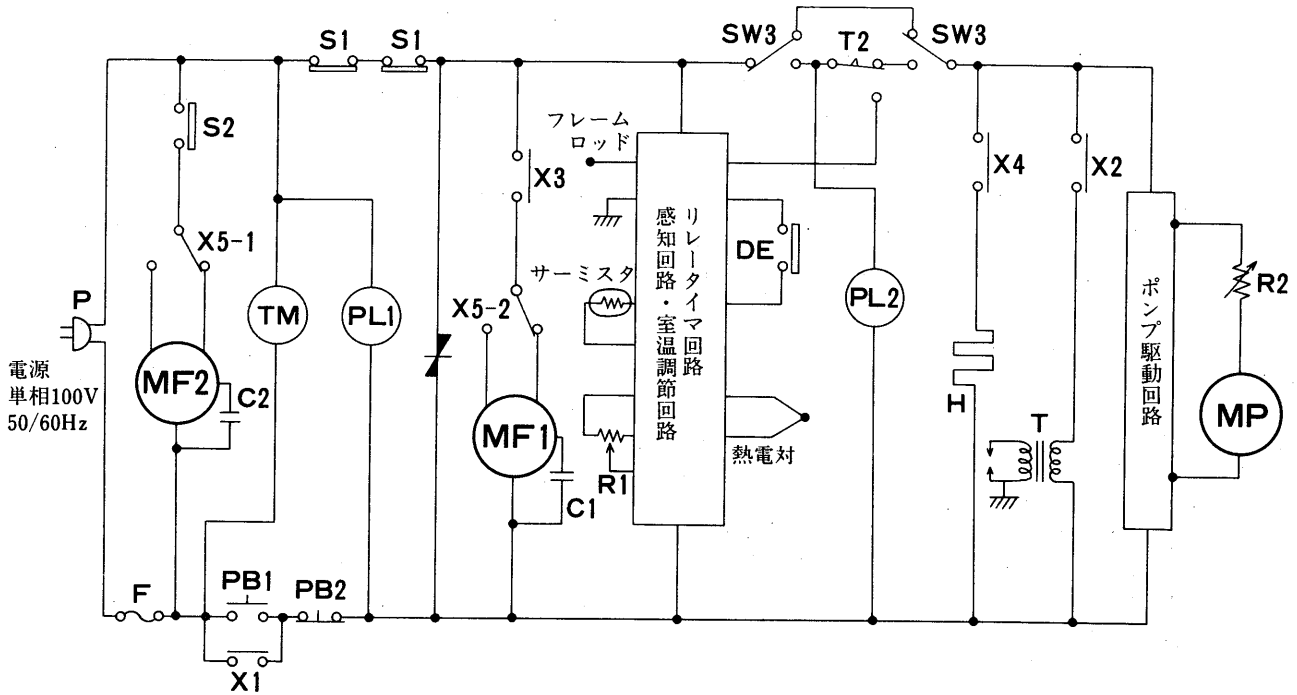 S1
S1
SW3
T2
SW3
S2
フレーム
ロッド
X3
X4
X2
リレータイマ回路
感知回路・室温調節回路
DE
X5-1
サーミスタ
X5-2
P
TM
PL1
PL2
ポンプ駆動回路
R2
電源
単相100V
50/60Hz
MF2
C2
MF1
C1
R1
熱電対
H
T
MP
F
PB1
PB2
X1